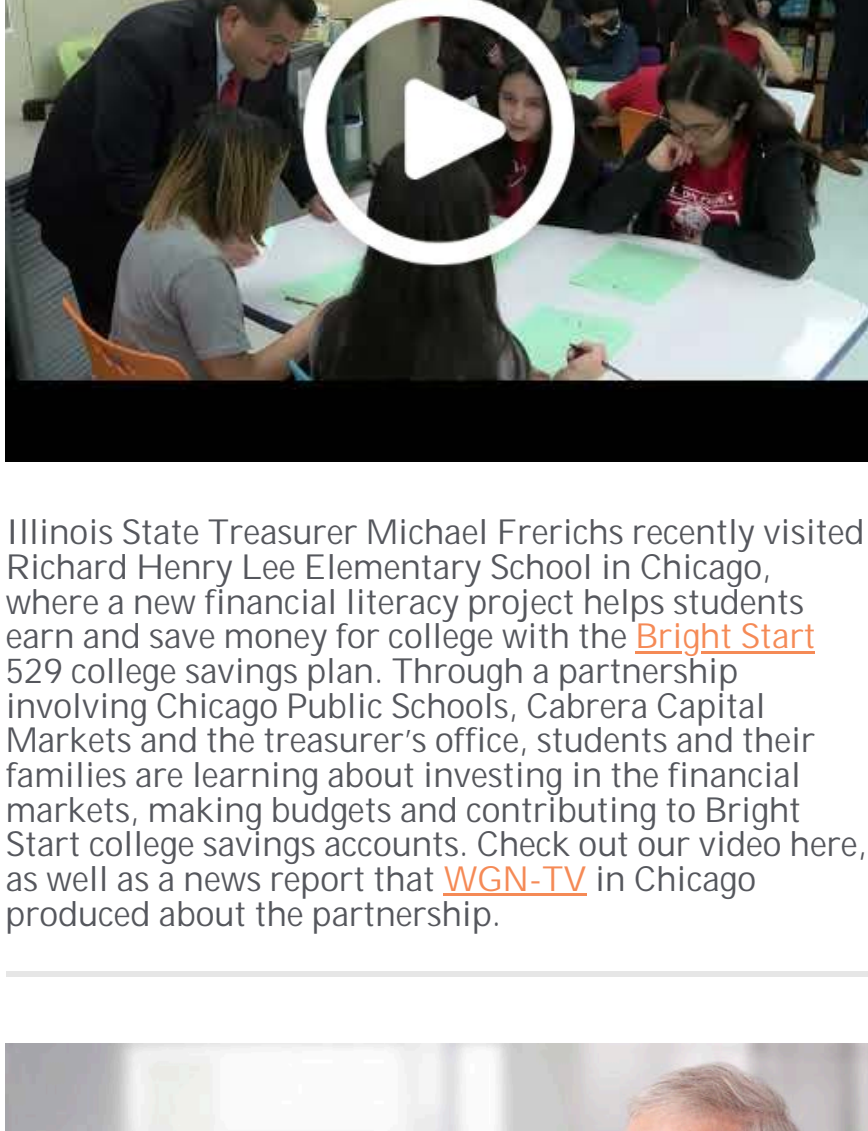 Illinois State Treasurer Michael Frerichs recently visited
Richard Henry Lee Elementary School in Chicago,
where a new financial literacy project helps students
earn and save money for college with the Bright Start
529 college savings plan. Through a partnership
involving Chicago Public Schools, Cabrera Capital
Markets and the treasurer’s office, students and their
families are learning about investing in the financial
markets, making budgets and contributing to Bright
Start college savings accounts. Check out our video here,
as well as a news report that WGN-TV in Chicago
produced about the partnership.